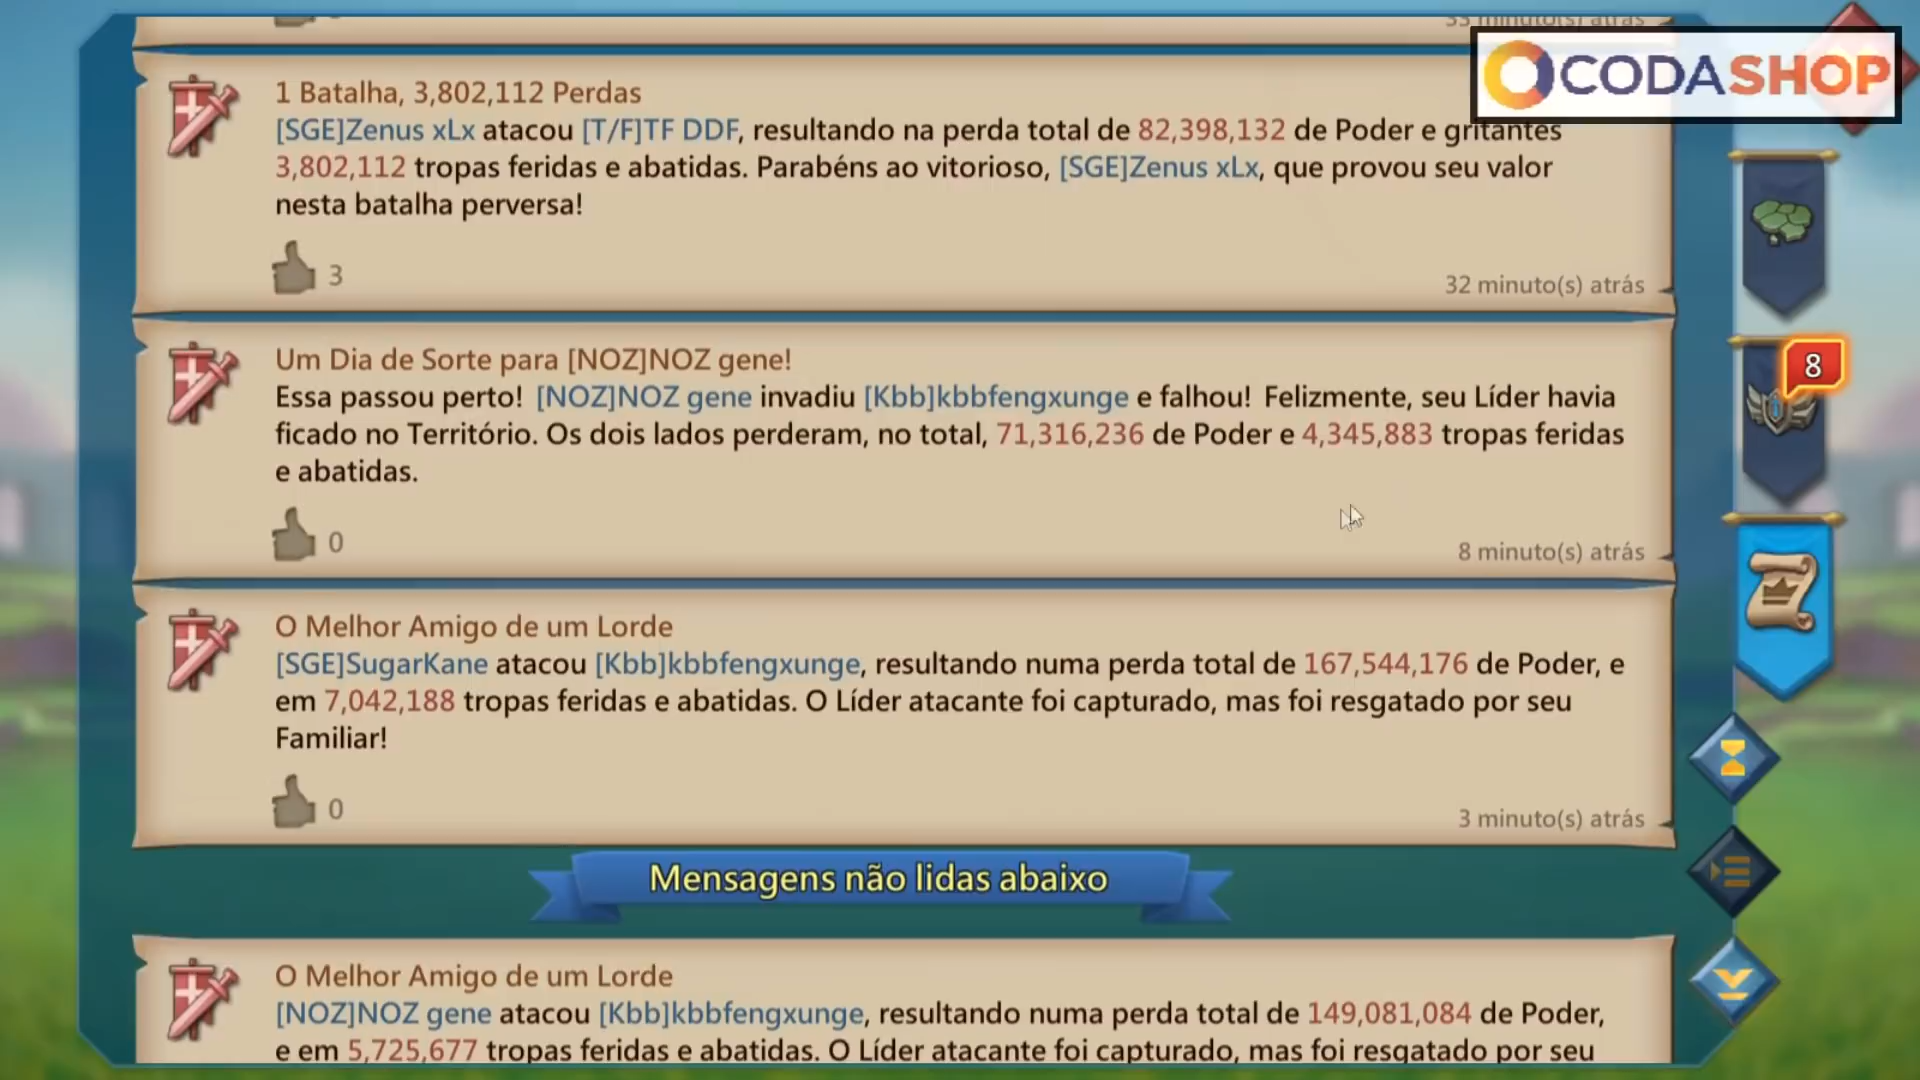 33 minuto(s) atrás
CODASHOP
1 Batalha, 3,802,112 Perdas
[SGE]Zenus xLx atacou [T/F]TF DDF, resultando na perda total de 82,398,132 de Poder e gritantes
3,802,112 tropas feridas e abatidas. Parabéns ao vitorioso, [SGE]Zenus xLx, que provou seu valor
nesta batalha perversa!
3
32 minuto(s) atrás
Um Dia de Sorte para [NOZ]NOZ gene!
8
Essa passou perto! [NOZ]NOZ gene invadiu [Kbb]kbbfengxunge e falhou! Felizmente, seu Líder havia
ficado no Território. Os dois lados perderam, no total, 71,316,236 de Poder e 4,345,883 tropas feridas
e abatidas.
0
8 minuto(s) atrás
O Melhor Amigo de um Lorde
[SGE]SugarKane atacou [Kbb]kbbfengxunge, resultando numa perda total de 167,544,176 de Poder, e
em 7,042,188 tropas feridas e abatidas. O Líder atacante foi capturado, mas foi resgatado por seu
Familiar!
0
3 minuto(s) atrás
Mensagens não lidas abaixo
O Melhor Amigo de um Lorde
[NOZ]NOZ gene atacou [Kbb]kbbfengxunge, resultando numa perda total de 149,081,084 de Poder,
e em 5,725,677 tropas feridas e abatidas. O Líder atacante foi capturado, mas foi resgatado por seu